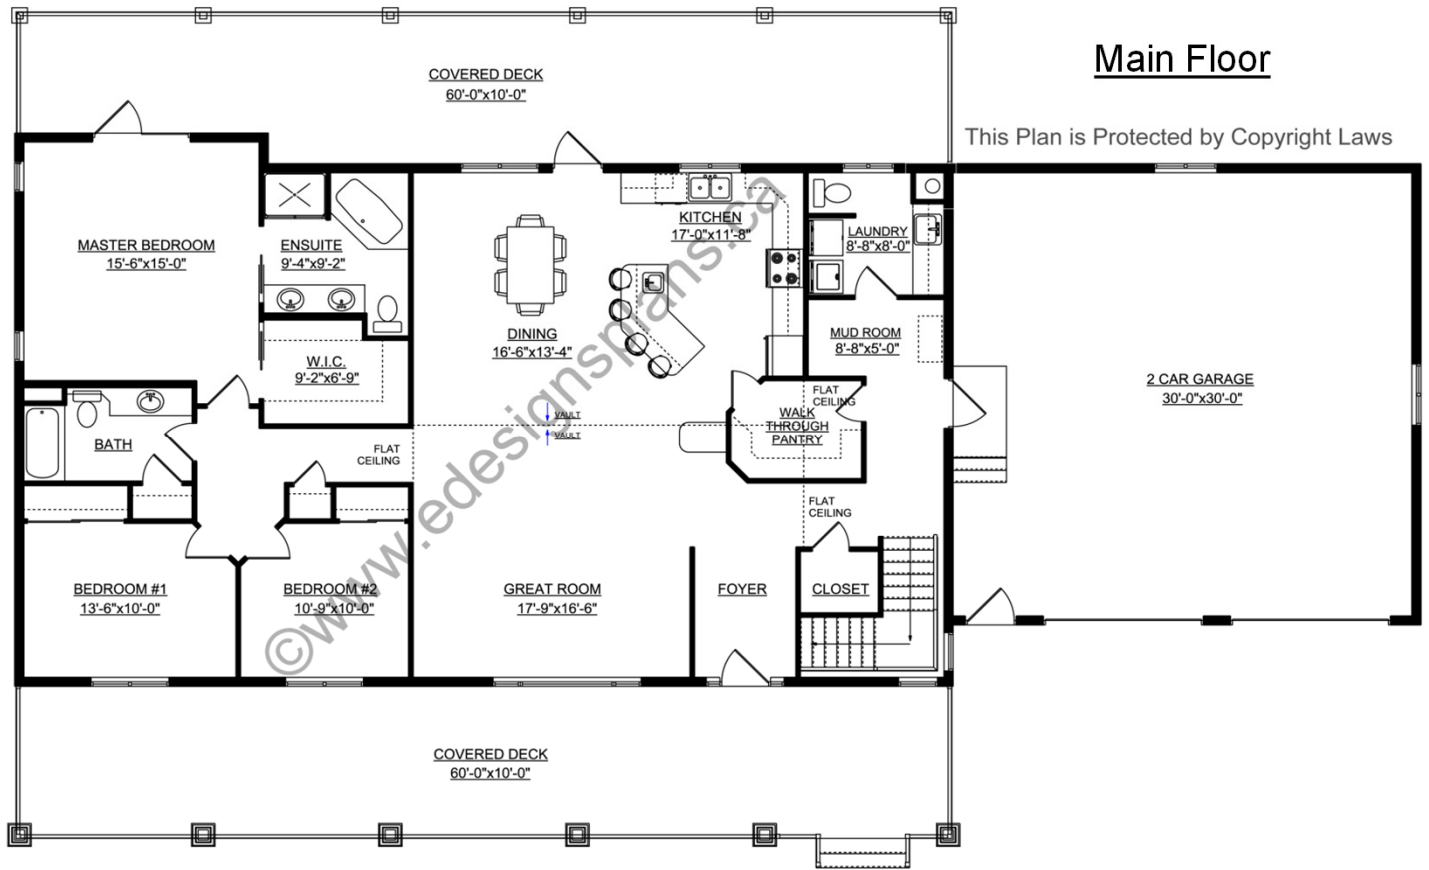 Main Floor
This Plan is Protected by Copyright Laws
COVERED DECK
60'-0"x10'-0"
MASTER BEDROOM
15'-6"x15'-0"
ENSUITE
9'-4"x9'-2"
W.I.C.
9'-2"x6'-9"
DINING
16'-6"x13'-4"
KITCHEN
17'-0"x11'-8"
LAUNDRY
8'-8"x8'-0"
MUD ROOM
8'-8"x5'-0"
2 CAR GARAGE
30'-0"x30'-0"
FLAT
CEILING
WALK
THROUGH
PANTRY
VAULT
VAULT
BATH
FLAT
CEILING
FLAT
CEILING
BEDROOM #1
13'-6"x10'-0"
BEDROOM #2
10'-9"x10'-0"
GREAT ROOM
17'-9"x16'-6"
FOYER
CLOSET
COVERED DECK
60'-0"x10'-0"
©www.edesignsplans.ca